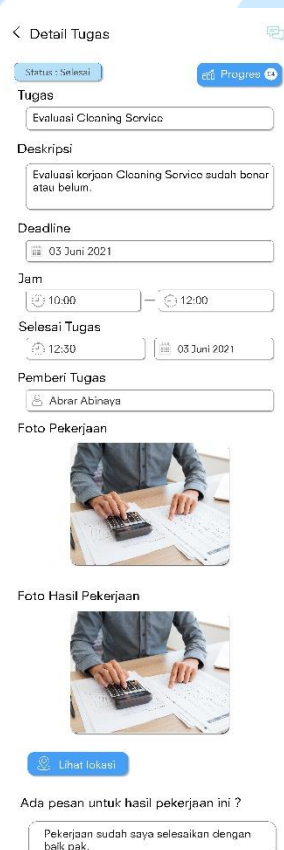 Detail Tugas
Status : Selesai
Progres 64
Tugas
Evaluasi Cleaning Service
Deskripsi
Evaluasi kerjaan Cleaning Service sudah benar
atau belum.
Deadline
03 Juni 2021
Jam
10:00 — 12:00
Selesai Tugas
12:30 03 Juni 2021
Pemberi Tugas
Abrar Abinaya
Foto Pekerjaan
Foto Hasil Pekerjaan
Lihat lokasi
Ada pesan untuk hasil pekerjaan ini ?
Pekerjaan sudah saya selesaikan dengan
baik pak.